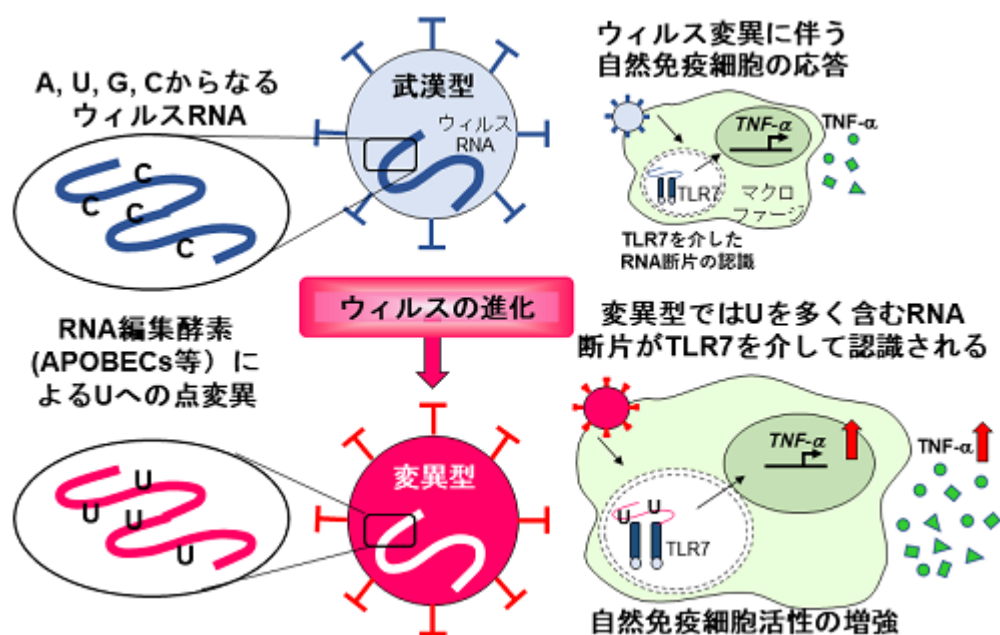 A, U, G, Cからなる
ウィルスRNA
C
C
C
C
武漢型
ウィルス
RNA
ウィルス変異に伴う
自然免疫細胞の応答
TNF-α
TNF-α
TLR7
マクロ
ファージ
TLR7を介した
RNA断片の認識
ウィルスの進化
RNA編集酵素
(APOBECs等）に
よるUへの点変異
U
U
U
U
変異型
変異型ではUを多く含むRNA
断片がTLR7を介して認識される
TNF-α
TNF-α
U
U
TLR7
自然免疫細胞活性の増強